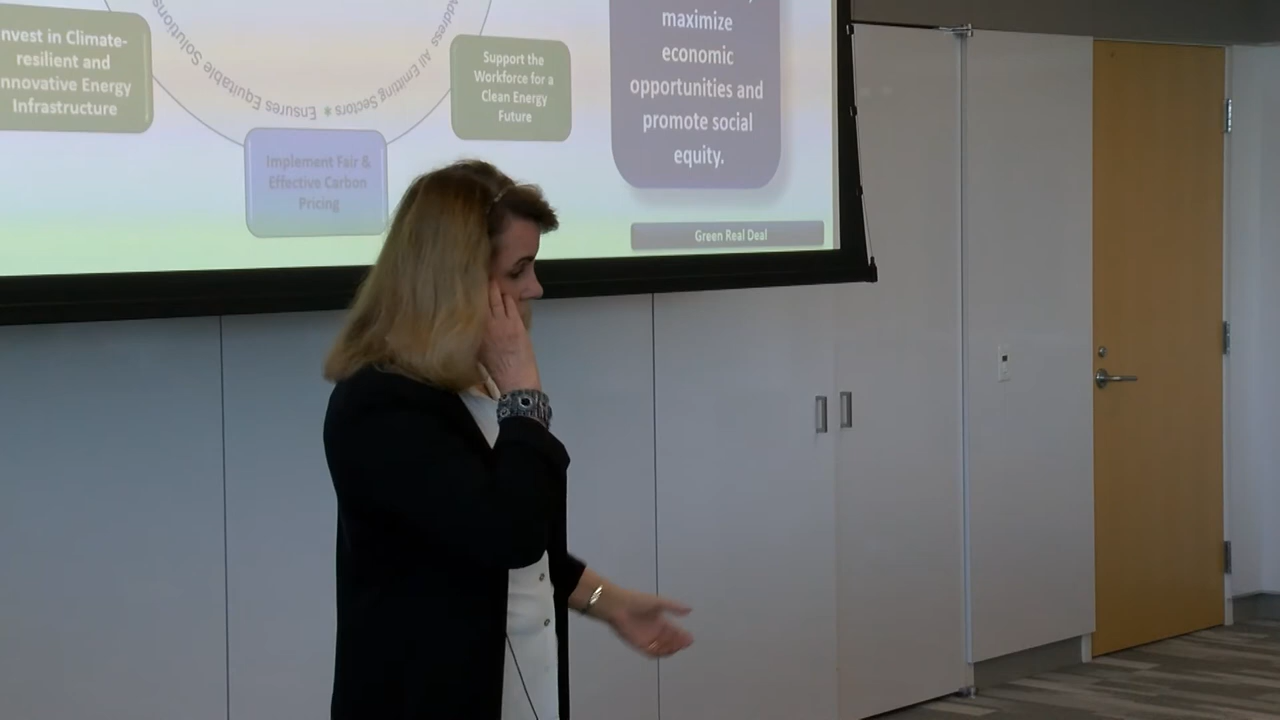 nvest in Climate-
resilient and
nnovative Energy
Infrastructure
Solutions
Ensures Equitable
*
Address All Emitting Sectors
Support the
Workforce for a
Clean Energy
Future
Implement Fair &
Effective Carbon
Pricing
maximize
economic
opportunities and
promote social
equity.
Green Real Deal